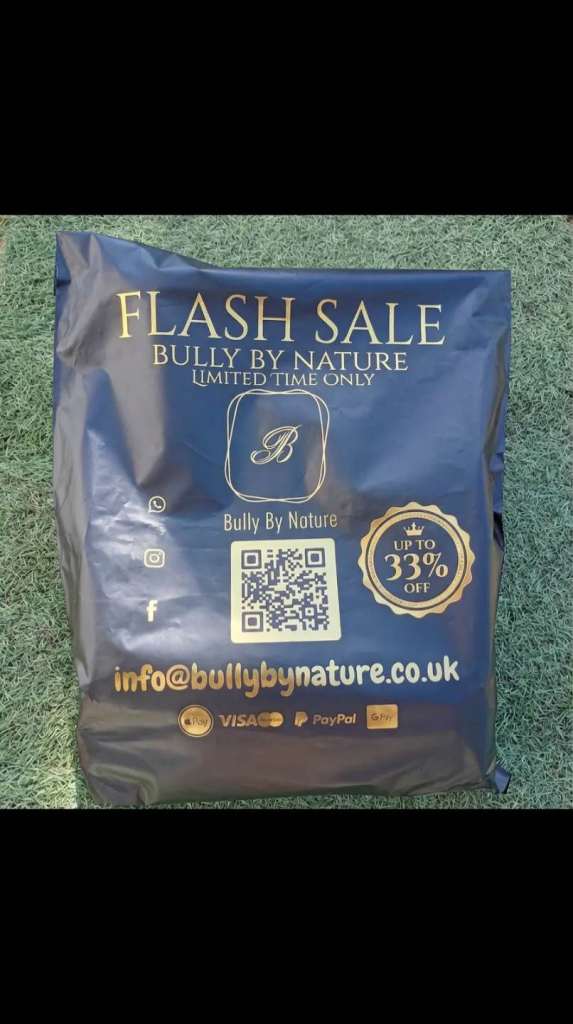 FLASH SALE
BULLY BY NATURE
LIMITED TIME ONLY
B
Bully By Nature
UP TO
33%
OFF
info@bullybynature.co.uk
Pay VISA PayPal G Pay